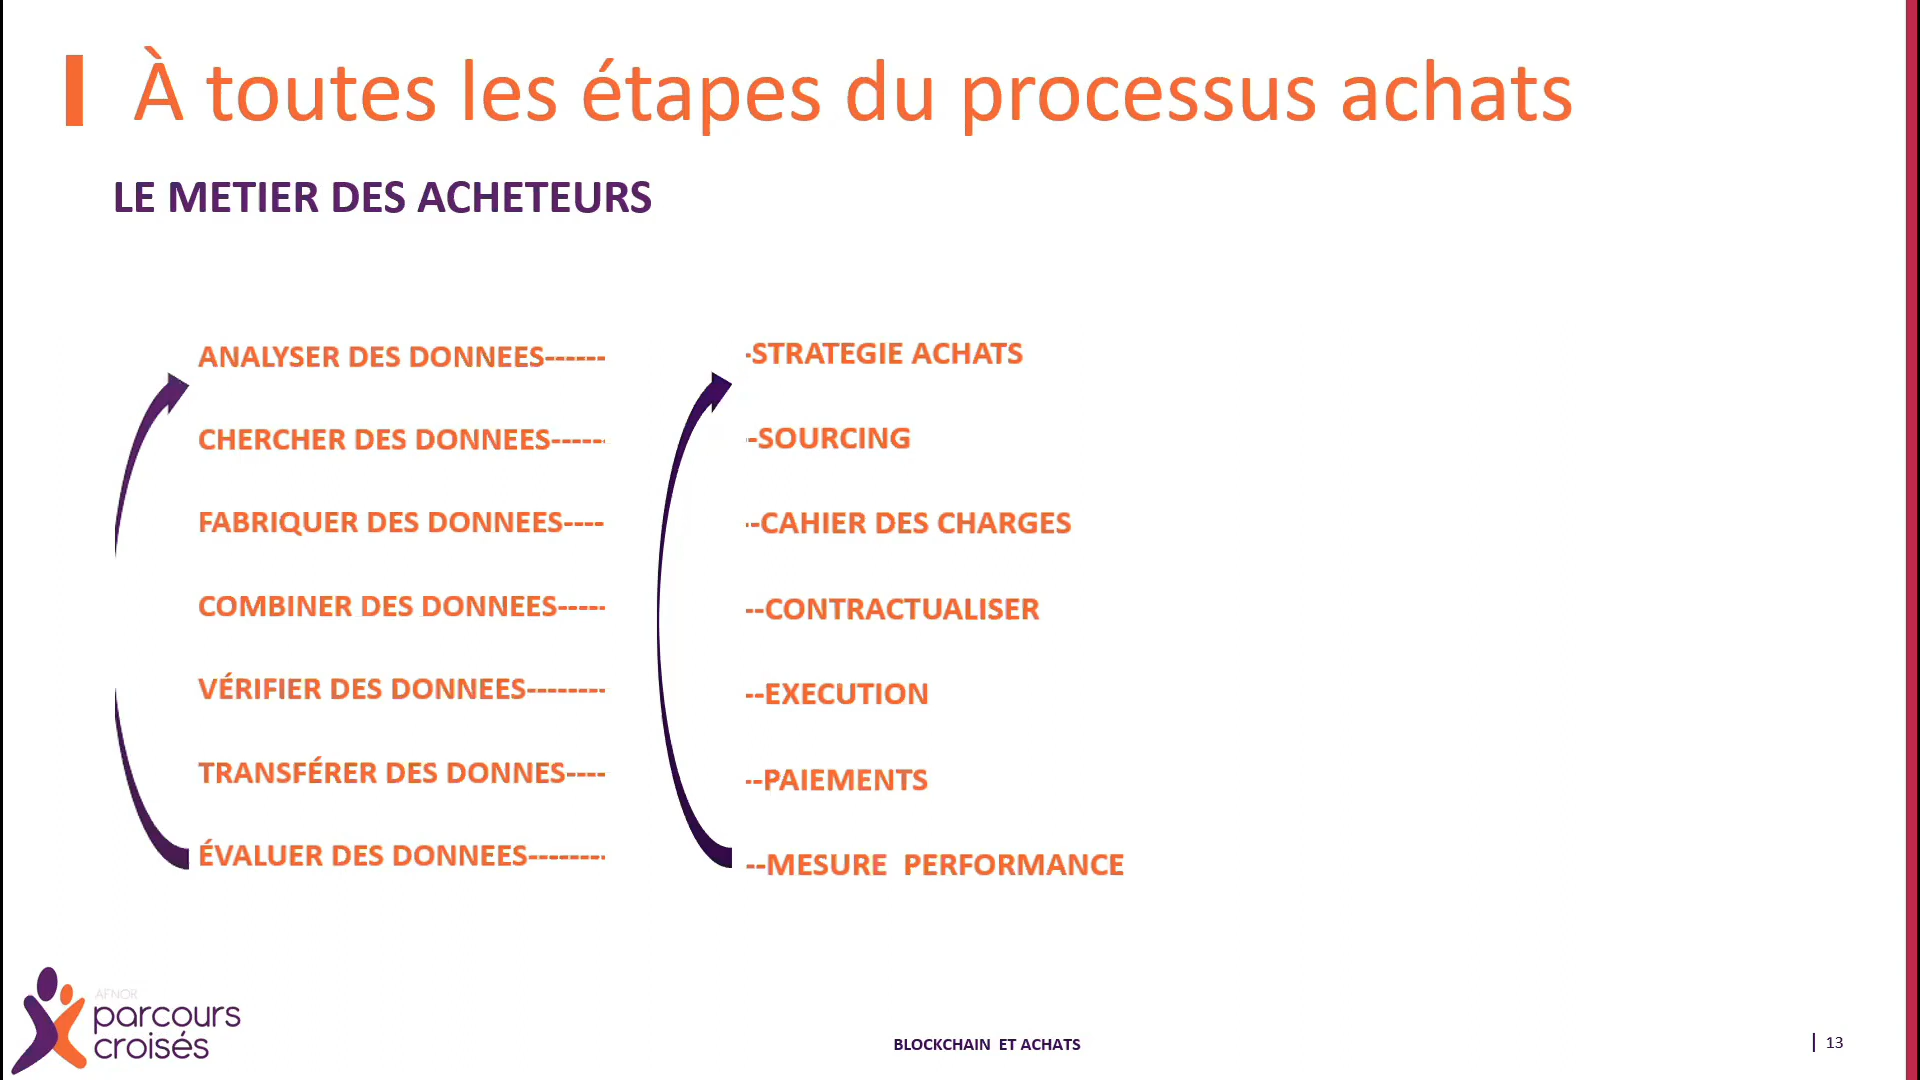 À toutes les étapes du processus achats
LE METIER DES ACHETEURS
ANALYSER DES DONNEES------ -STRATEGIE ACHATS
CHERCHER DES DONNEES------ --SOURCING
FABRIQUER DES DONNEES---- --CAHIER DES CHARGES
COMBINER DES DONNEES----- --CONTRACTUALISER
VÉRIFIER DES DONNEES-------- --EXECUTION
TRANSFÉRER DES DONNES---- --PAIEMENTS
ÉVALUER DES DONNEES-------- --MESURE PERFORMANCE
AFNOR
parcours
croisés
BLOCKCHAIN ET ACHATS
13